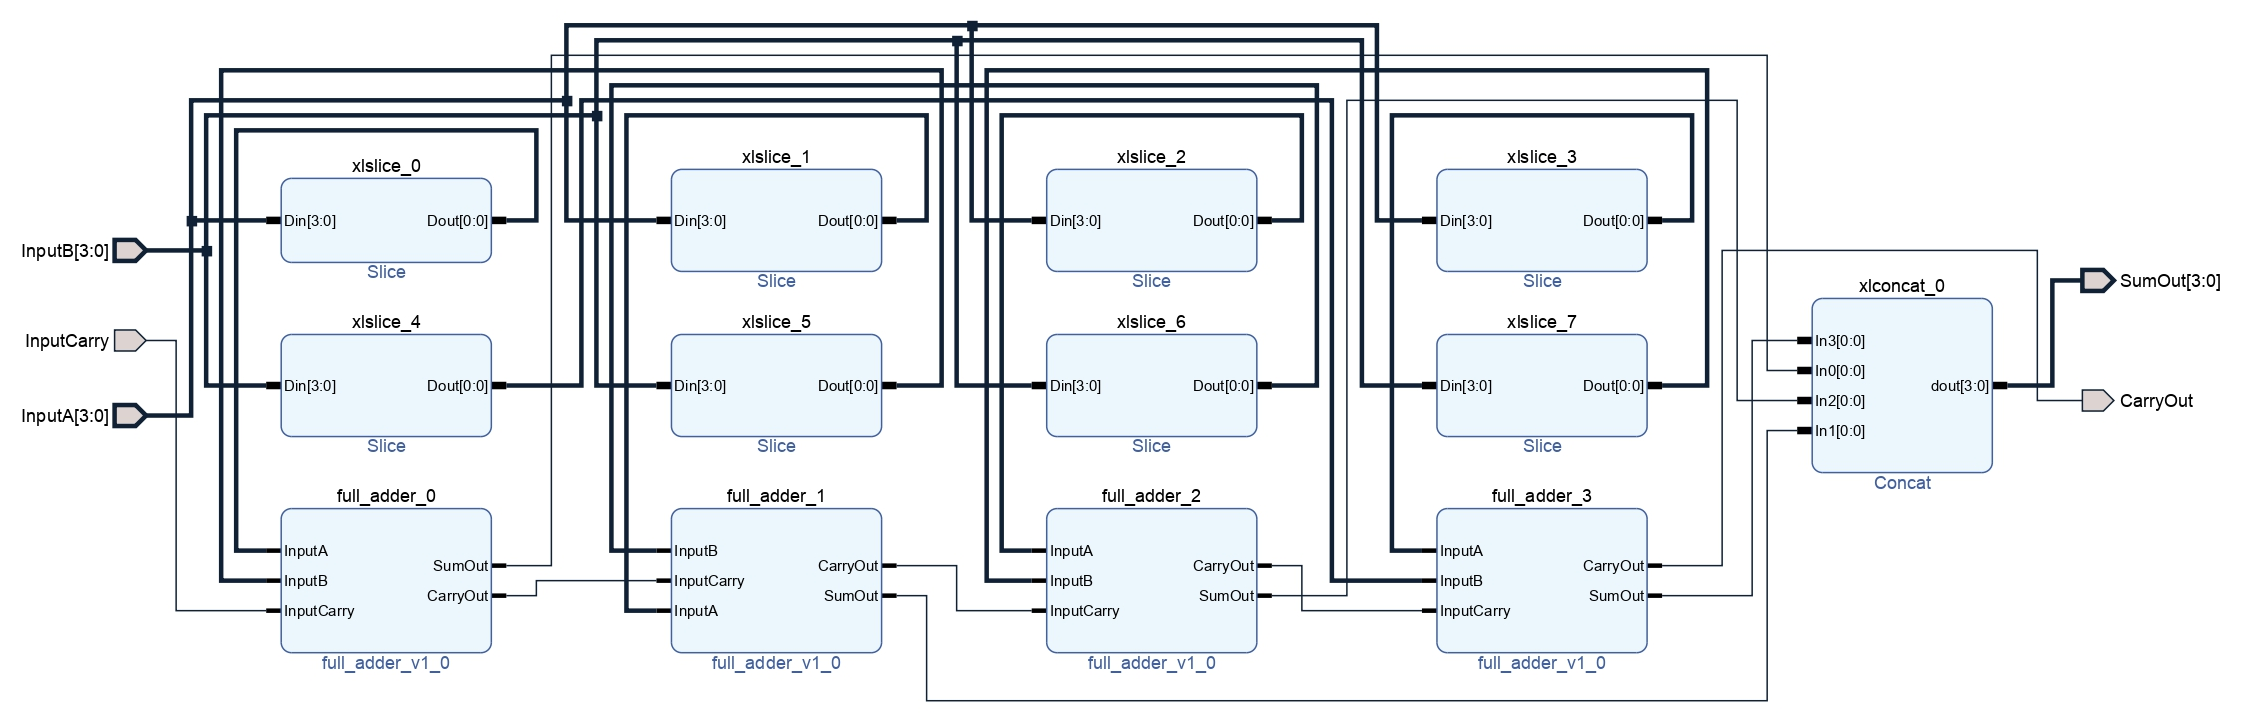 InputB[3:0]
InputCarry
InputA[3:0]
xlslice_0
Din[3:0] Dout[0:0]
Slice
xlslice_1
Din[3:0] Dout[0:0]
Slice
xlslice_2
Din[3:0] Dout[0:0]
Slice
xlslice_3
Din[3:0] Dout[0:0]
Slice
xlslice_4
Din[3:0] Dout[0:0]
Slice
xlslice_5
Din[3:0] Dout[0:0]
Slice
xlslice_6
Din[3:0] Dout[0:0]
Slice
xlslice_7
Din[3:0] Dout[0:0]
Slice
full_adder_0
InputA
InputB
InputCarry
SumOut
CarryOut
full_adder_v1_0
full_adder_1
InputB
InputCarry
InputA
CarryOut
SumOut
full_adder_v1_0
full_adder_2
InputA
InputB
InputCarry
CarryOut
SumOut
full_adder_v1_0
full_adder_3
InputA
InputB
InputCarry
CarryOut
SumOut
full_adder_v1_0
xlconcat_0
In3[0:0]
In0[0:0]
In2[0:0]
In1[0:0]
dout[3:0]
Concat
SumOut[3:0]
CarryOut